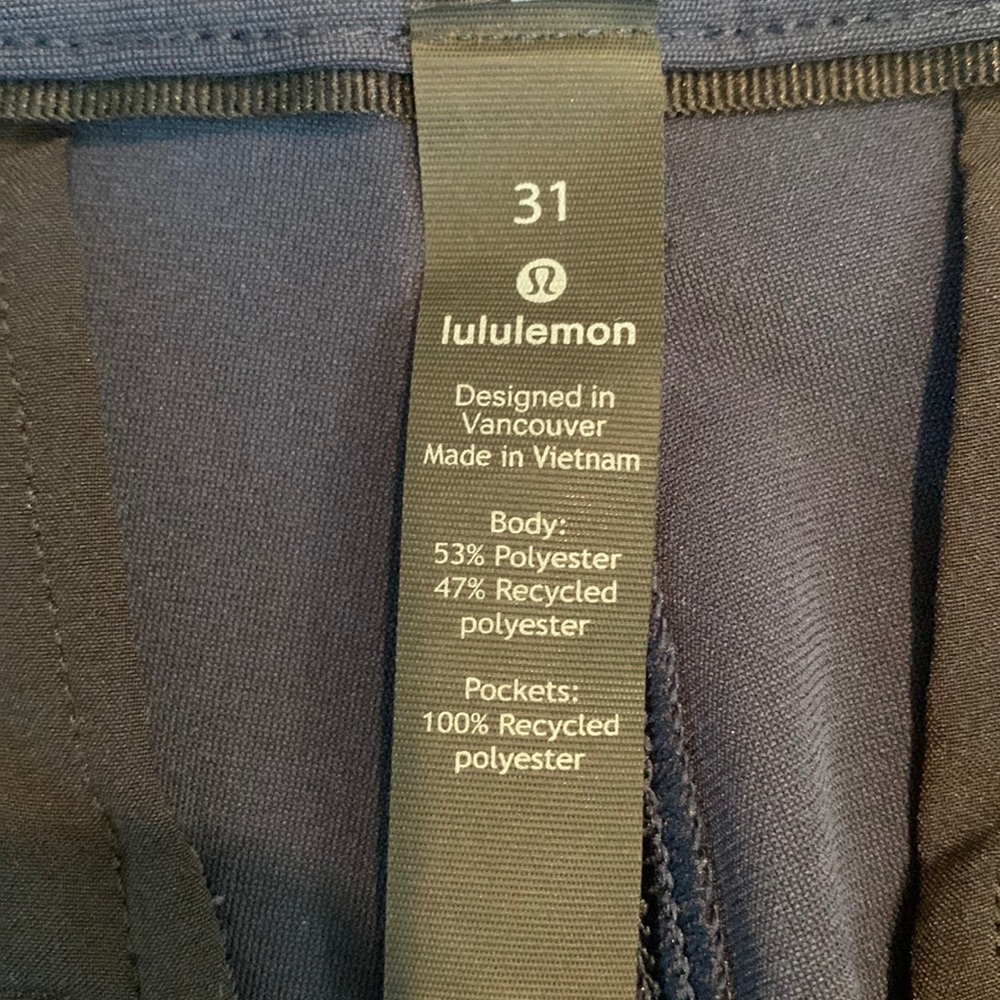 31
lululemon
Designed in
Vancouver
Made in Vietnam
Body:
53% Polyester
47% Recycled
polyester
Pockets:
100% Recycled
polyester